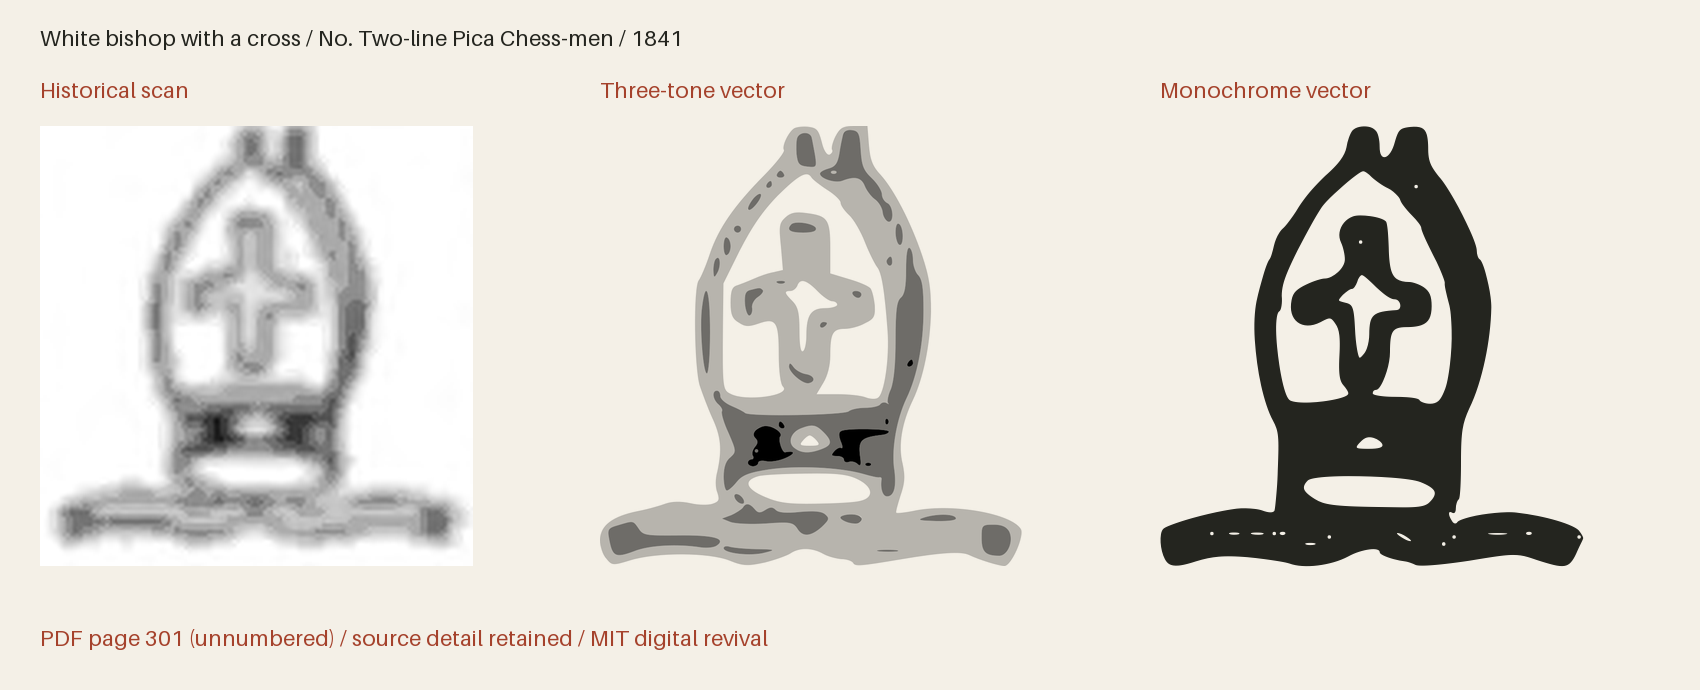 White bishop with a cross / No. Two-line Pica Chess-men / 1841
Historical scan
Three-tone vector
Monochrome vector
PDF page 301 (unnumbered) / source detail retained / MIT digital revival